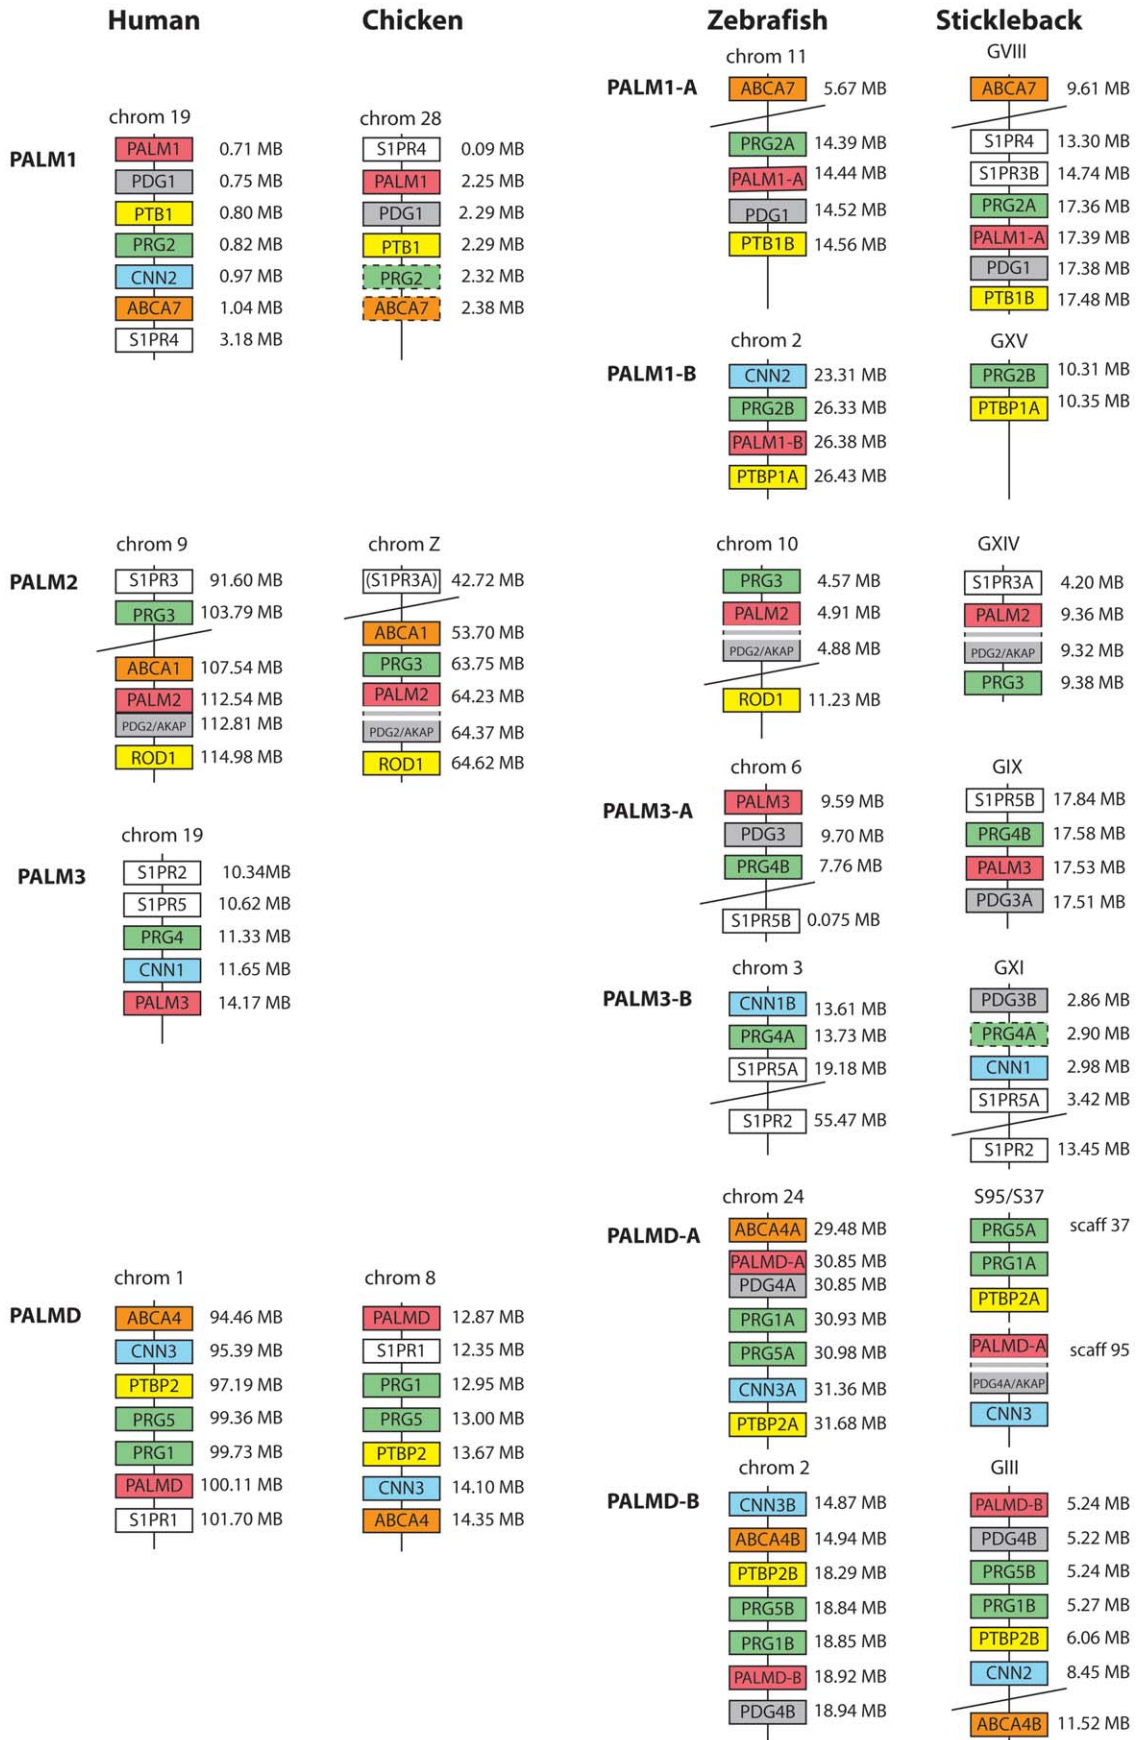 Human
Chicken
Zebrafish
Stickleback
PALM1
chrom 19
PALM1 0.71 MB
PDG1 0.75 MB
PTB1 0.80 MB
PRG2 0.82 MB
CNN2 0.97 MB
ABCA7 1.04 MB
S1PR4 3.18 MB
chrom 28
S1PR4 0.09 MB
PALM1 2.25 MB
PDG1 2.29 MB
PTB1 2.29 MB
PRG2 2.32 MB
ABCA7 2.38 MB
PALM1-A
chrom 11
ABCA7 5.67 MB
PRG2A 14.39 MB
PALM1-A 14.44 MB
PDG1 14.52 MB
PTB1B 14.56 MB
GVIII
ABCA7 9.61 MB
S1PR4 13.30 MB
S1PR3B 14.74 MB
PRG2A 17.36 MB
PALM1-A 17.39 MB
PDG1 17.38 MB
PTB1B 17.48 MB
PALM1-B
chrom 2
CNN2 23.31 MB
PRG2B 26.33 MB
PALM1-B 26.38 MB
PTBP1A 26.43 MB
GXV
PRG2B 10.31 MB
PTBP1A 10.35 MB
PALM2
chrom 9
S1PR3 91.60 MB
PRG3 103.79 MB
ABCA1 107.54 MB
PALM2 112.54 MB
PDG2/AKAP 112.81 MB
ROD1 114.98 MB
chrom Z
(S1PR3A) 42.72 MB
ABCA1 53.70 MB
PRG3 63.75 MB
PALM2 64.23 MB
PDG2/AKAP 64.37 MB
ROD1 64.62 MB
chrom 10
PRG3 4.57 MB
PALM2 4.91 MB
PDG2/AKAP 4.88 MB
ROD1 11.23 MB
GXIV
S1PR3A 4.20 MB
PALM2 9.36 MB
PDG2/AKAP 9.32 MB
PRG3 9.38 MB
PALM3
chrom 19
S1PR2 10.34MB
S1PR5 10.62 MB
PRG4 11.33 MB
CNN1 11.65 MB
PALM3 14.17 MB
PALM3-A
chrom 6
PALM3 9.59 MB
PDG3 9.70 MB
PRG4B 7.76 MB
S1PR5B 0.075 MB
GIX
S1PR5B 17.84 MB
PRG4B 17.58 MB
PALM3 17.53 MB
PDG3A 17.51 MB
PALM3-B
chrom 3
CNN1B 13.61 MB
PRG4A 13.73 MB
S1PR5A 19.18 MB
S1PR2 55.47 MB
GXI
PDG3B 2.86 MB
PRG4A 2.90 MB
CNN1 2.98 MB
S1PR5A 3.42 MB
S1PR2 13.45 MB
PALMD
chrom 1
ABCA4 94.46 MB
CNN3 95.39 MB
PTBP2 97.19 MB
PRG5 99.36 MB
PRG1 99.73 MB
PALMD 100.11 MB
S1PR1 101.70 MB
chrom 8
PALMD 12.87 MB
S1PR1 12.35 MB
PRG1 12.95 MB
PRG5 13.00 MB
PTBP2 13.67 MB
CNN3 14.10 MB
ABCA4 14.35 MB
PALMD-A
chrom 24
ABCA4A 29.48 MB
PALMD-A 30.85 MB
PDG4A 30.85 MB
PRG1A 30.93 MB
PRG5A 30.98 MB
CNN3A 31.36 MB
PTBP2A 31.68 MB
S95/S37
PRG5A scaff 37
PRG1A
PTBP2A
PALMD-A scaff 95
PDG4A/AKAP
CNN3
PALMD-B
chrom 2
CNN3B 14.87 MB
ABCA4B 14.94 MB
PTBP2B 18.29 MB
PRG5B 18.84 MB
PRG1B 18.85 MB
PALMD-B 18.92 MB
PDG4B 18.94 MB
GIII
PALMD-B 5.24 MB
PDG4B 5.22 MB
PRG5B 5.24 MB
PRG1B 5.27 MB
PTBP2B 6.06 MB
CNN2 8.45 MB
ABCA4B 11.52 MB